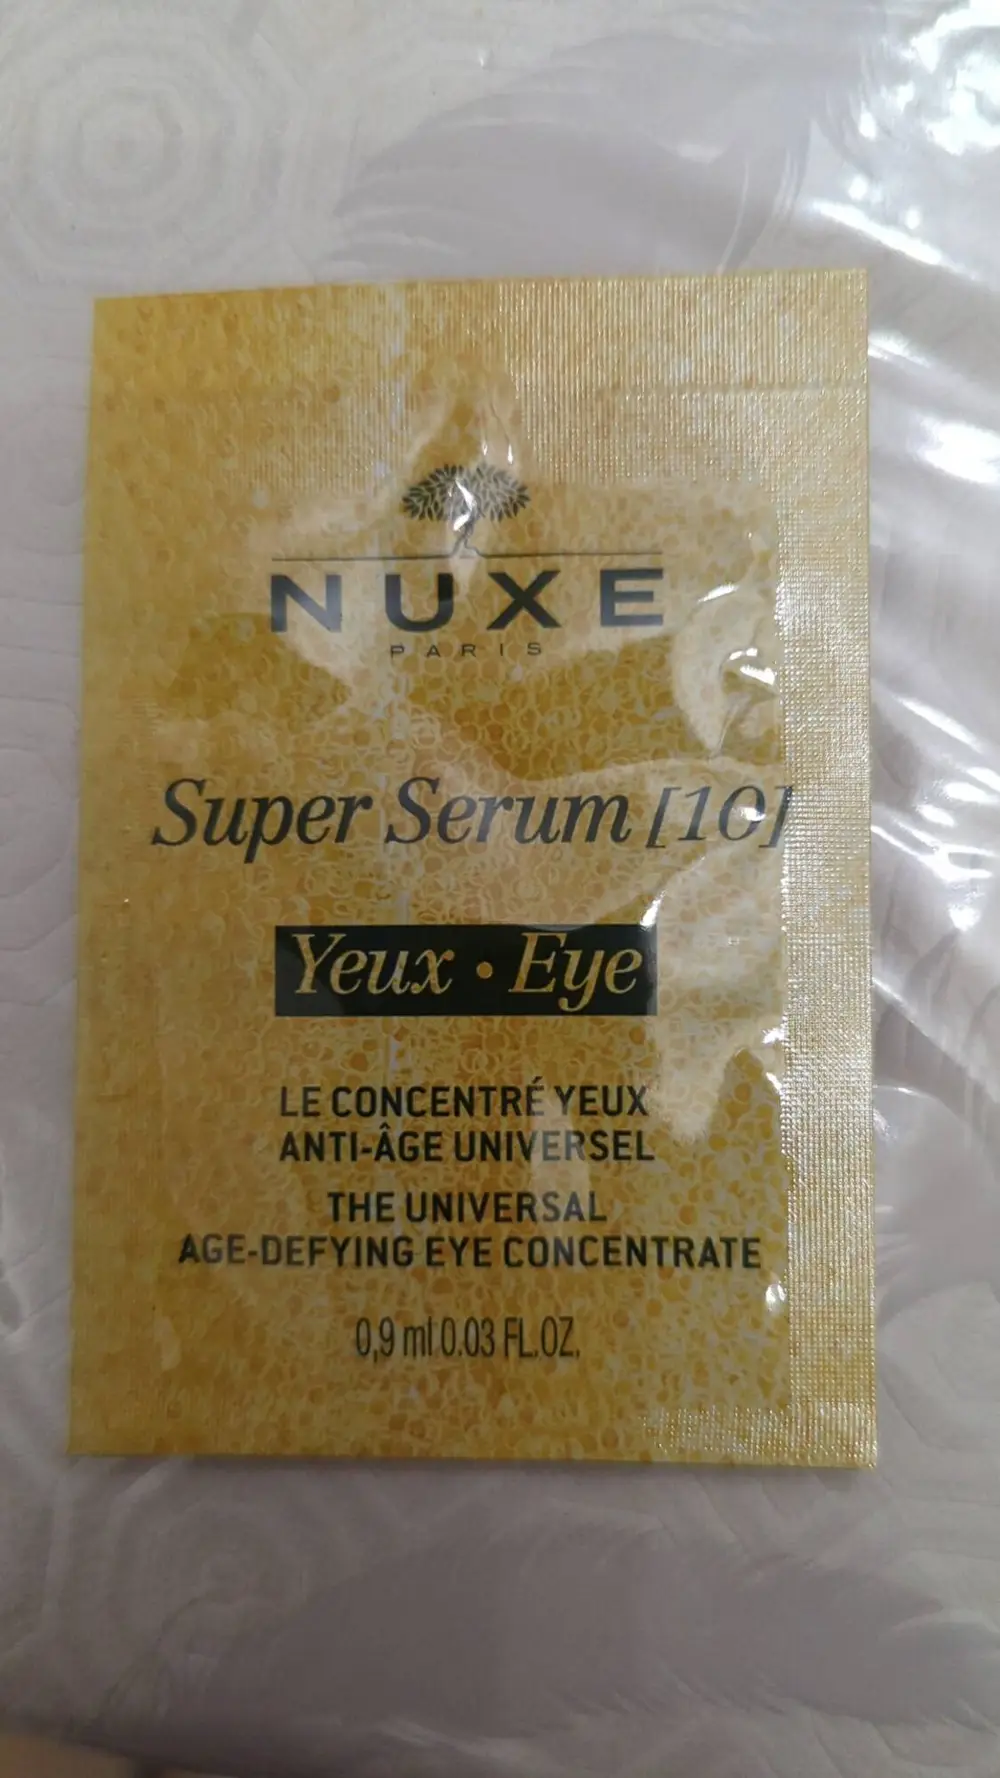 NUXE
PARIS
Super Serum [10]
Yeux • Eye
LE CONCENTRÉ YEUX
ANTI-ÂGE UNIVERSEL
THE UNIVERSAL
AGE-DEFYING EYE CONCENTRATE
0,9 ml 0.03 FL.OZ.